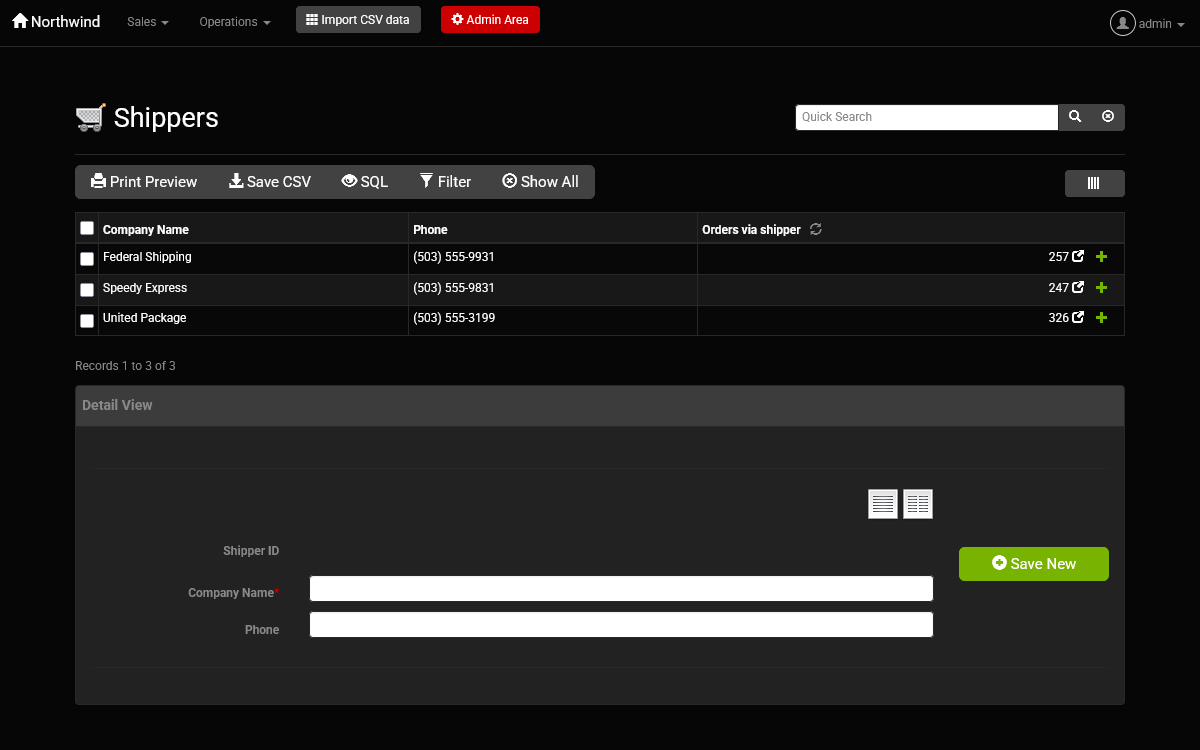 Northwind Sales Operations Import CSV data Admin Area admin
Shippers
Quick Search
Print Preview Save CSV SQL Filter Show All
Company Name Phone Orders via shipper
Federal Shipping (503) 555-9931 257
Speedy Express (503) 555-9831 247
United Package (503) 555-3199 326
Records 1 to 3 of 3
Detail View
Shipper ID
Save New
Company Name*
Phone